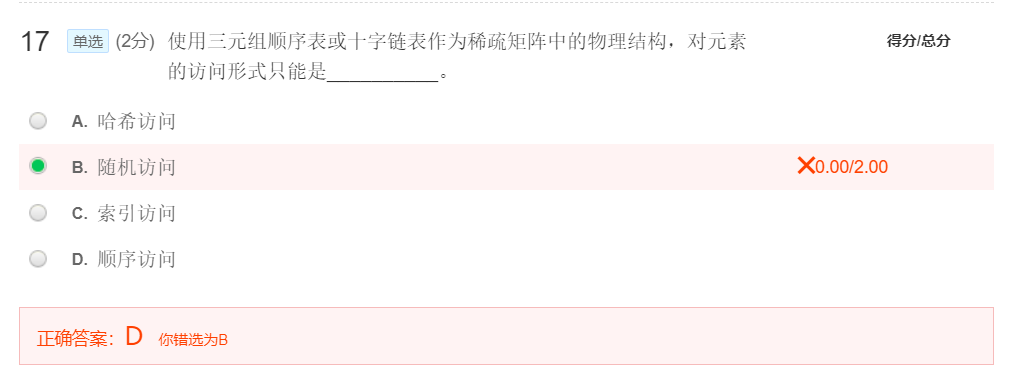 17 单选 (2分) 使用三元组顺序表或十字链表作为稀疏矩阵中的物理结构，对元素 得分/总分
的访问形式只能是___________。
A. 哈希访问
B. 随机访问 ✕0.00/2.00
C. 索引访问
D. 顺序访问
正确答案：D 你错选为B